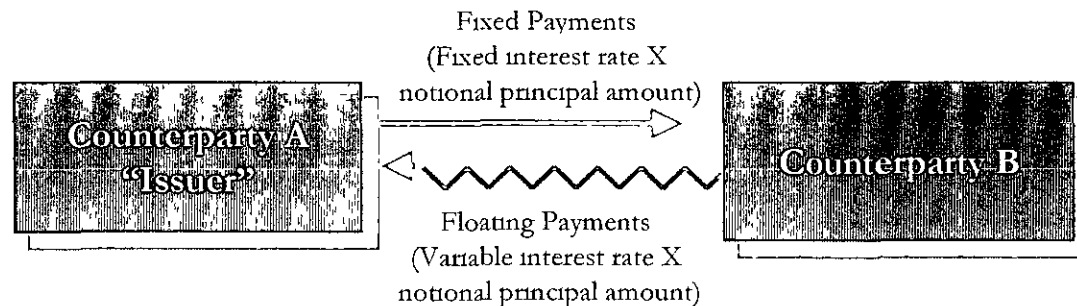 Fixed Payments
(Fixed interest rate X
notional principal amount)
Counterparty A
"Issuer"
Counterparty B
Floating Payments
(Variable interest rate X
notional principal amount)